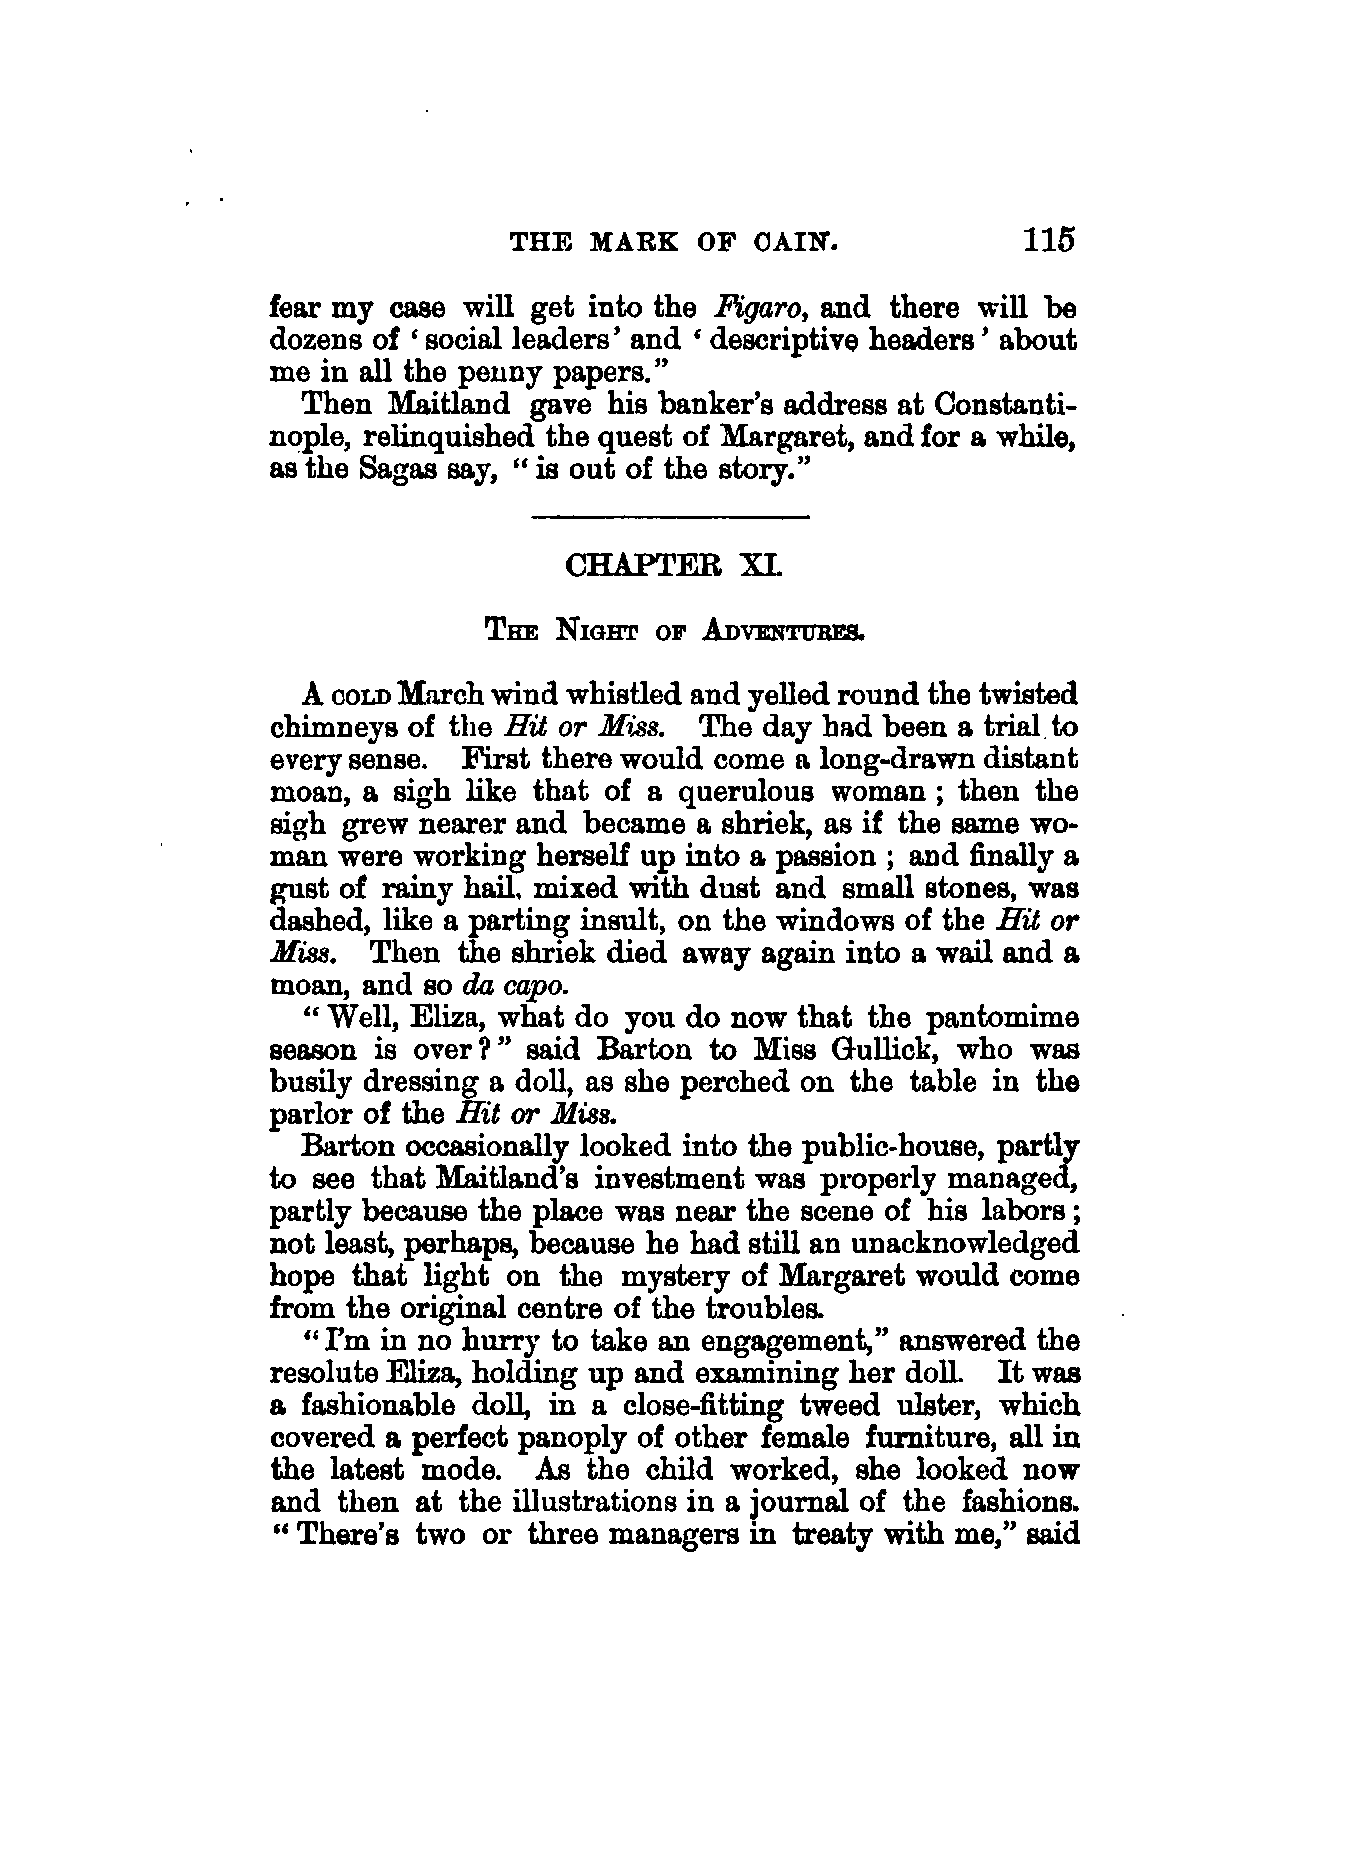 THE MARK OF CAIN. 115
fear my case will get into the Figaro, and there will be
dozens of ‘social leaders’ and ‘descriptive headers’ about
me in all the penny papers.”
Then Maitland gave his banker’s address at Constanti-
nople, relinquished the quest of Margaret, and for a while,
as the Sagas say, “is out of the story.”
CHAPTER XI.
THE NIGHT OF ADVENTURES.
A COLD March wind whistled and yelled round the twisted
chimneys of the Hit or Miss. The day had been a trial to
every sense. First there would come a long-drawn distant
moan, a sigh like that of a querulous woman; then the
sigh grew nearer and became a shriek, as if the same wo-
man were working herself up into a passion; and finally a
gust of rainy hail, mixed with dust and small stones, was
dashed, like a parting insult, on the windows of the Hit or
Miss. Then the shriek died away again into a wail and a
moan, and so da capo.
“Well, Eliza, what do you do now that the pantomime
season is over?” said Barton to Miss Gullick, who was
busily dressing a doll, as she perched on the table in the
parlor of the Hit or Miss.
Barton occasionally looked into the public-house, partly
to see that Maitland’s investment was properly managed,
partly because the place was near the scene of his labors;
not least, perhaps, because he had still an unacknowledged
hope that light on the mystery of Margaret would come
from the original centre of the troubles.
“I’m in no hurry to take an engagement,” answered the
resolute Eliza, holding up and examining her doll. It was
a fashionable doll, in a close-fitting tweed ulster, which
covered a perfect panoply of other female furniture, all in
the latest mode. As the child worked, she looked now
and then at the illustrations in a journal of the fashions.
“There’s two or three managers in treaty with me,” said